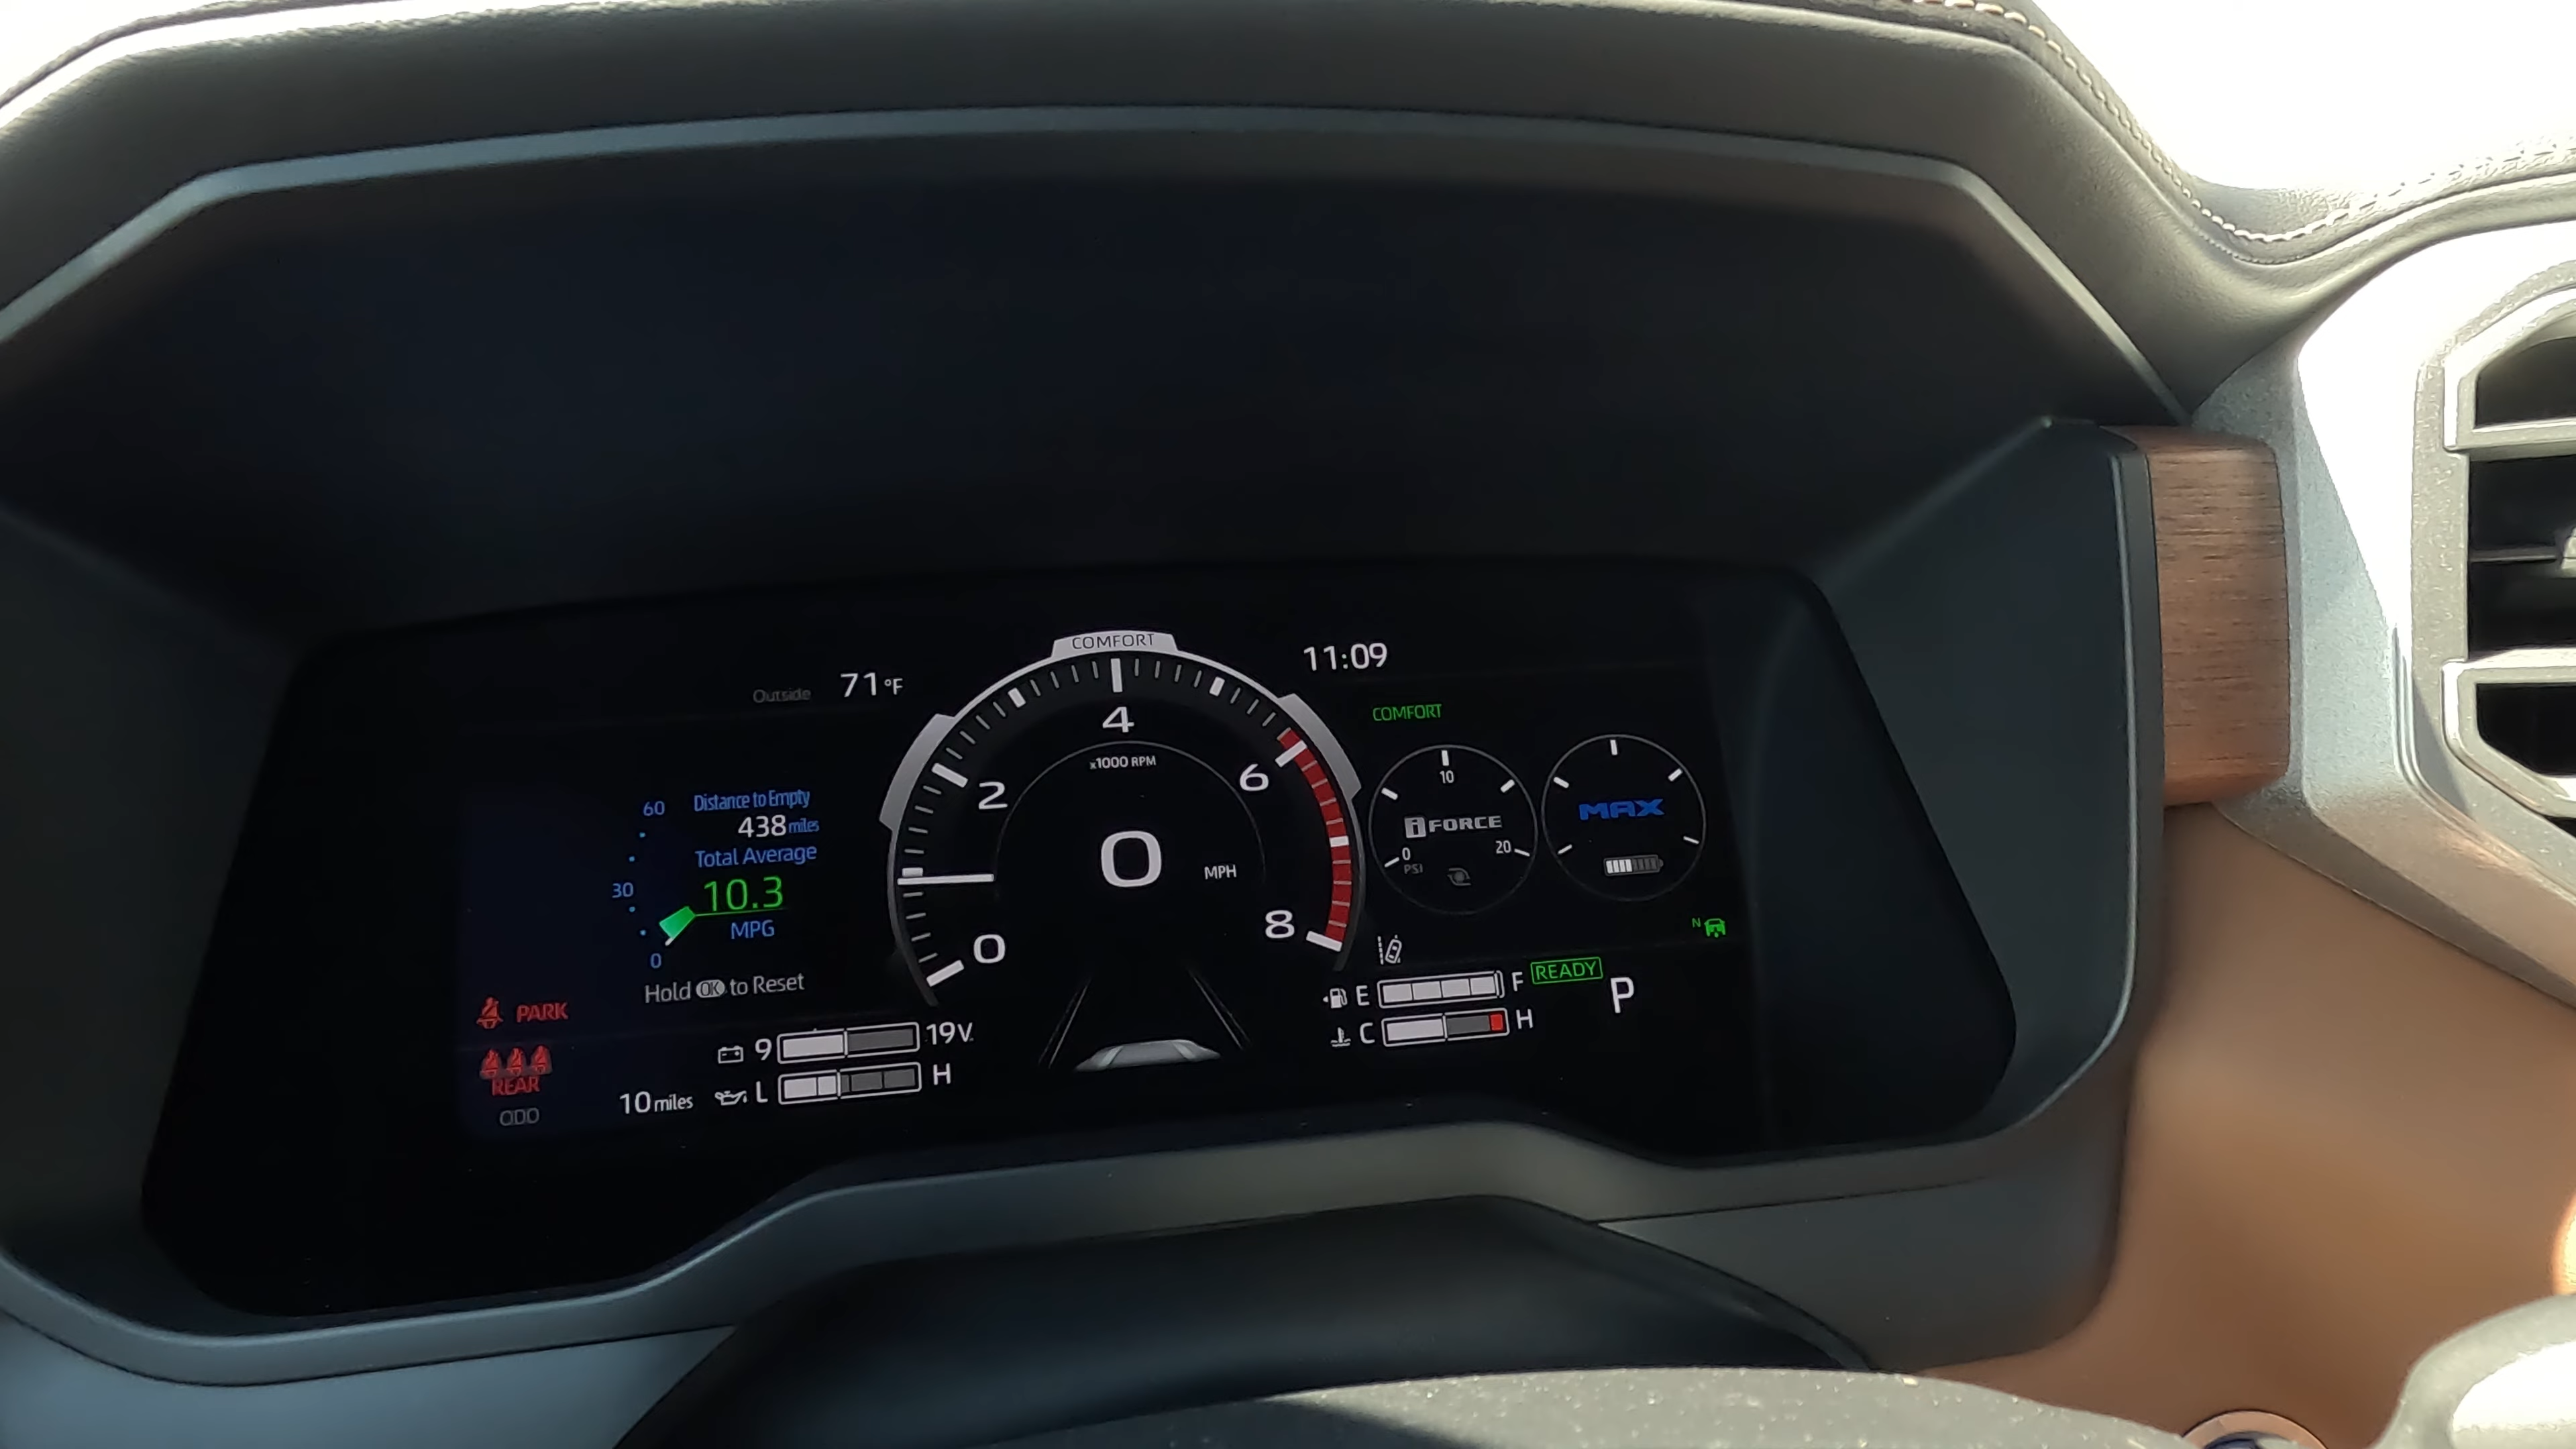 COMFORT
Outside 71°F
11:09
COMFORT
60
Distance to Empty
438 miles
Total Average
30
10.3
MPG
0
Hold OK to Reset
0
2
4
6
8
x1000 RPM
0 MPH
10
iFORCE
0
20
PSI
MAX
N
PARK
REAR
ODO
10 miles
9 19V
L H
E F
READY
C H
P